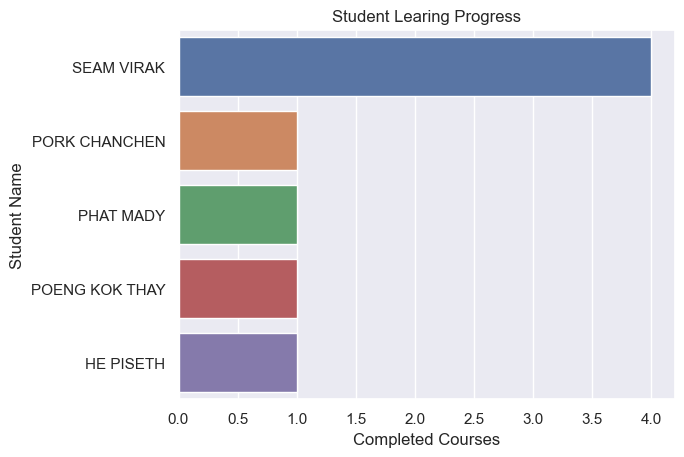 Student Learing Progress
Student Name
SEAM VIRAK
PORK CHANCHEN
PHAT MADY
POENG KOK THAY
HE PISETH
0.0 0.5 1.0 1.5 2.0 2.5 3.0 3.5 4.0
Completed Courses